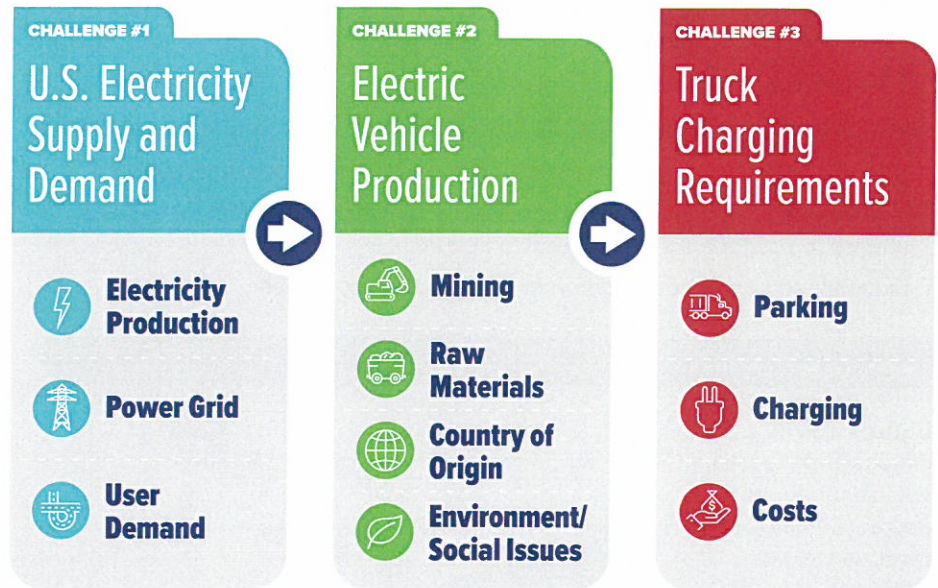 CHALLENGE #1
U.S. Electricity
Supply and
Demand
Electricity
Production
Power Grid
User
Demand
CHALLENGE #2
Electric
Vehicle
Production
Mining
Raw
Materials
Country of
Origin
Environment/
Social Issues
CHALLENGE #3
Truck
Charging
Requirements
Parking
Charging
Costs